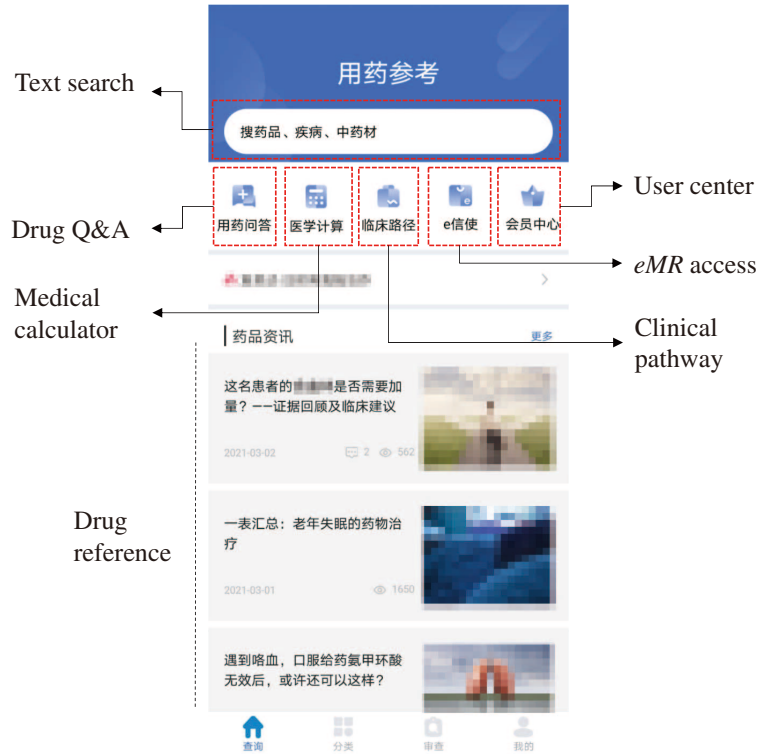 用药参考
Text search
搜药品、疾病、中药材
User center
用药问答
医学计算
临床路径
e信使
会员中心
Drug Q&A
eMR access
Medical
calculator
Clinical
pathway
药品资讯
更多
这名患者的
是否需要加
量？——证据回顾及临床建议
2021-03-02
2
562
Drug
reference
一表汇总：老年失眠的药物治
疗
2021-03-01
1650
遇到咯血，口服给药氨甲环酸
无效后，或许还可以这样？
查询
分类
审查
我的